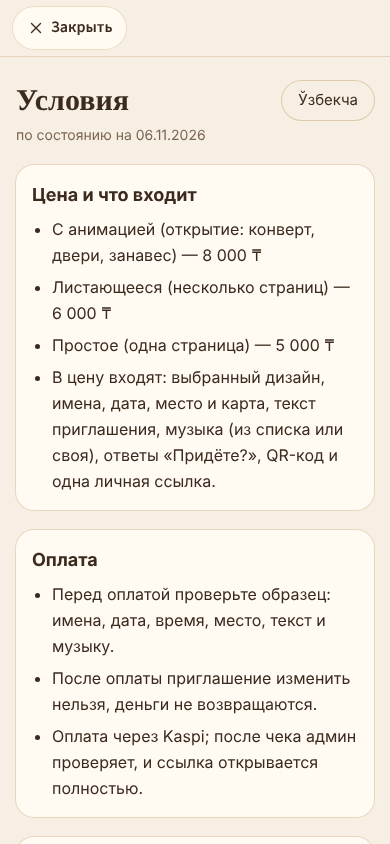 Закрыть
Условия
Ўзбекча
по состоянию на 06.11.2026
Цена и что входит
• С анимацией (открытие: конверт,
двери, занавес) — 8 000 ₸
• Листающееся (несколько страниц) —
6 000 ₸
• Простое (одна страница) — 5 000 ₸
• В цену входят: выбранный дизайн,
имена, дата, место и карта, текст
приглашения, музыка (из списка или
своя), ответы «Придёте?», QR-код и
одна личная ссылка.
Оплата
• Перед оплатой проверьте образец:
имена, дата, время, место, текст и
музыку.
• После оплаты приглашение изменить
нельзя, деньги не возвращаются.
• Оплата через Kaspi; после чека админ
проверяет, и ссылка открывается
полностью.